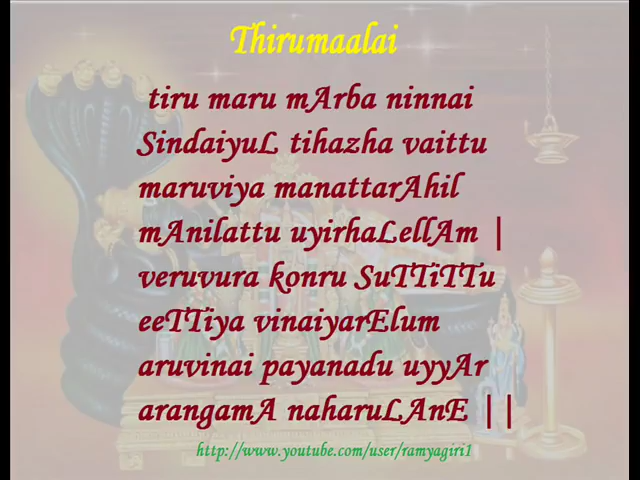 Thirumaalai
tiru maru mArba ninnai
SindaiyuL tihazha vaittu
maruviya manattarAhil
mAnilattu uyirhaLellAm |
veruvura konru SuTTiTTu
eeTTiya vinaiyarElum
aruvinai payanadu uyyAr
arangamA naharuLAnE ||
http://www.youtube.com/user/ramyagiri1